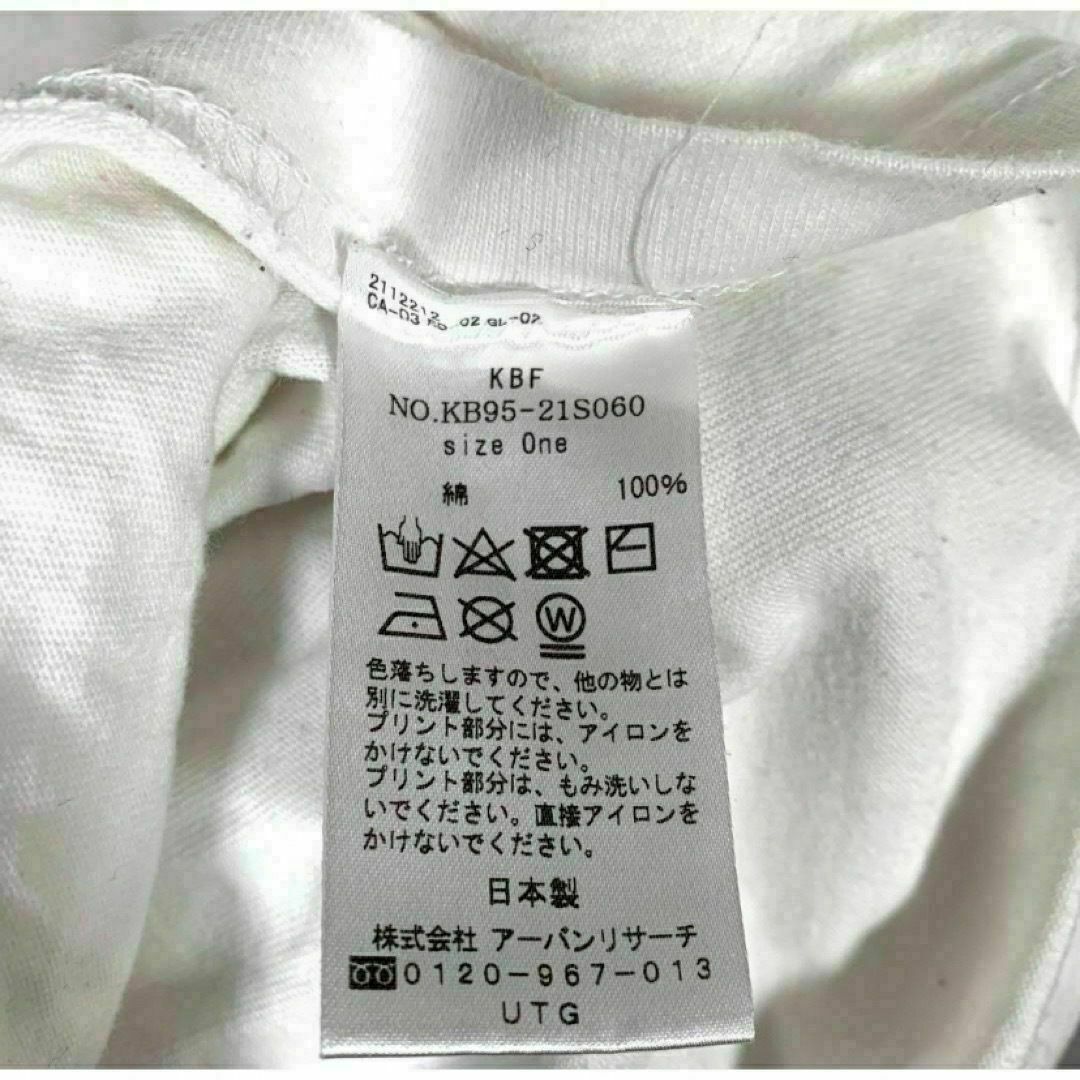 2112212
CA-03 02 GL-02
KBF
NO.KB95-21S060
size One
綿 100%
W
色落ちしますので、他の物とは
別に洗濯してください。
プリント部分には、アイロンを
かけないでください。
プリント部分は、もみ洗いしな
いでください。直接アイロンを
かけないでください。
日本製
株式会社 アーバンリサーチ
0120-967-013
UTG